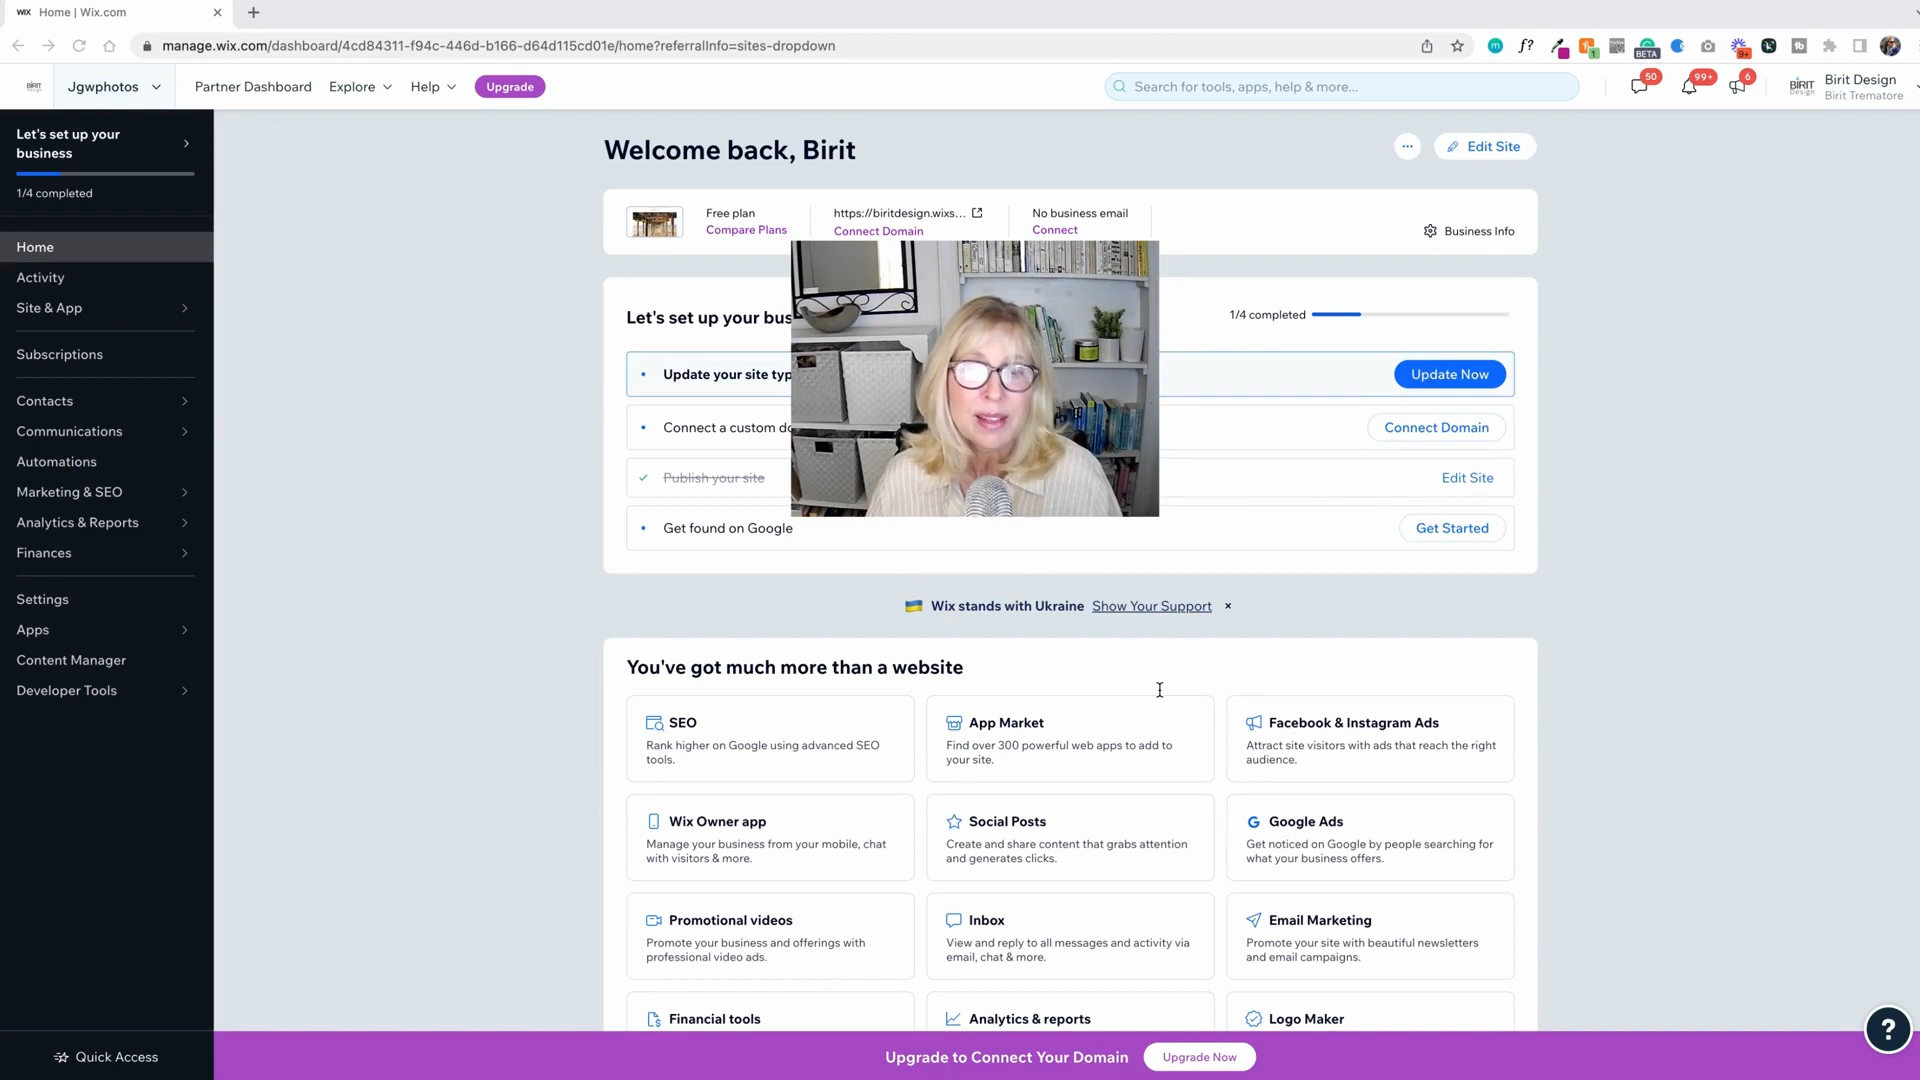 WIX Home | Wix.com
manage.wix.com/dashboard/4cd84311-f94c-446d-b166-d64d115cd01e/home?referralInfo=sites-dropdown
f?
1
BETA
9+
BIRIT
Jgwphotos
Partner Dashboard
Explore
Help
Upgrade
Search for tools, apps, help & more...
50
99+
6
BIRIT
Design
Birit Design
Birit Trematore
Let's set up your
business
1/4 completed
Home
Activity
Site & App
Subscriptions
Contacts
Communications
Automations
Marketing & SEO
Analytics & Reports
Finances
Settings
Apps
Content Manager
Developer Tools
Quick Access
Welcome back, Birit
Edit Site
Free plan
Compare Plans
https://biritdesign.wixs...
Connect Domain
No business email
Connect
Business Info
Let's set up your bus
1/4 completed
Update your site typ
Update Now
Connect a custom do
Connect Domain
Publish your site
Edit Site
Get found on Google
Get Started
Wix stands with Ukraine Show Your Support
You've got much more than a website
SEO
Rank higher on Google using advanced SEO
tools.
App Market
Find over 300 powerful web apps to add to
your site.
Facebook & Instagram Ads
Attract site visitors with ads that reach the right
audience.
Wix Owner app
Manage your business from your mobile, chat
with visitors & more.
Social Posts
Create and share content that grabs attention
and generates clicks.
Google Ads
Get noticed on Google by people searching for
what your business offers.
Promotional videos
Promote your business and offerings with
professional video ads.
Inbox
View and reply to all messages and activity via
email, chat & more.
Email Marketing
Promote your site with beautiful newsletters
and email campaigns.
Financial tools
Analytics & reports
Logo Maker
Upgrade to Connect Your Domain
Upgrade Now
?